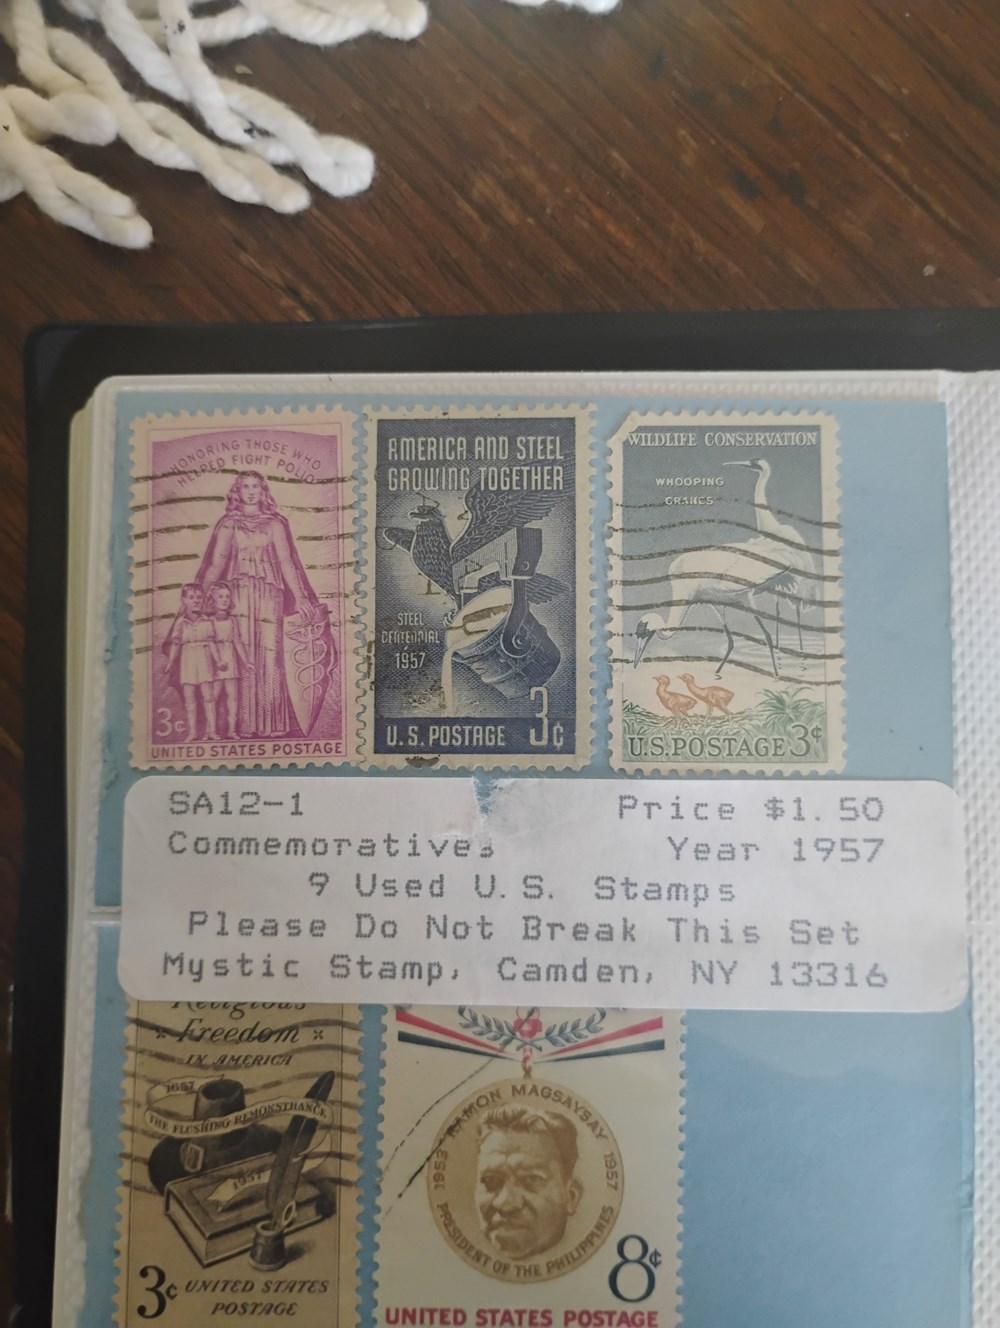 HONORING THOSE WHO
HELPED FIGHT POLIO
3¢
UNITED STATES POSTAGE
AMERICA AND STEEL
GROWING TOGETHER
STEEL
CENTENNIAL
1957
3¢
U.S. POSTAGE
WILDLIFE CONSERVATION
WHOOPING
CRANES
U.S.POSTAGE 3¢
SA12-1 Price $1.50
Commemoratives Year 1957
9 Used U.S. Stamps
Please Do Not Break This Set
Mystic Stamp, Camden, NY 13316
Religious
Freedom
IN AMERICA
1657
THE FLUSHING REMONSTRANCE
1957
3¢ UNITED STATES
POSTAGE
RAMON MAGSAYSAY
1953 1957
PRESIDENT OF THE PHILIPPINES
8¢
UNITED STATES POSTAGE